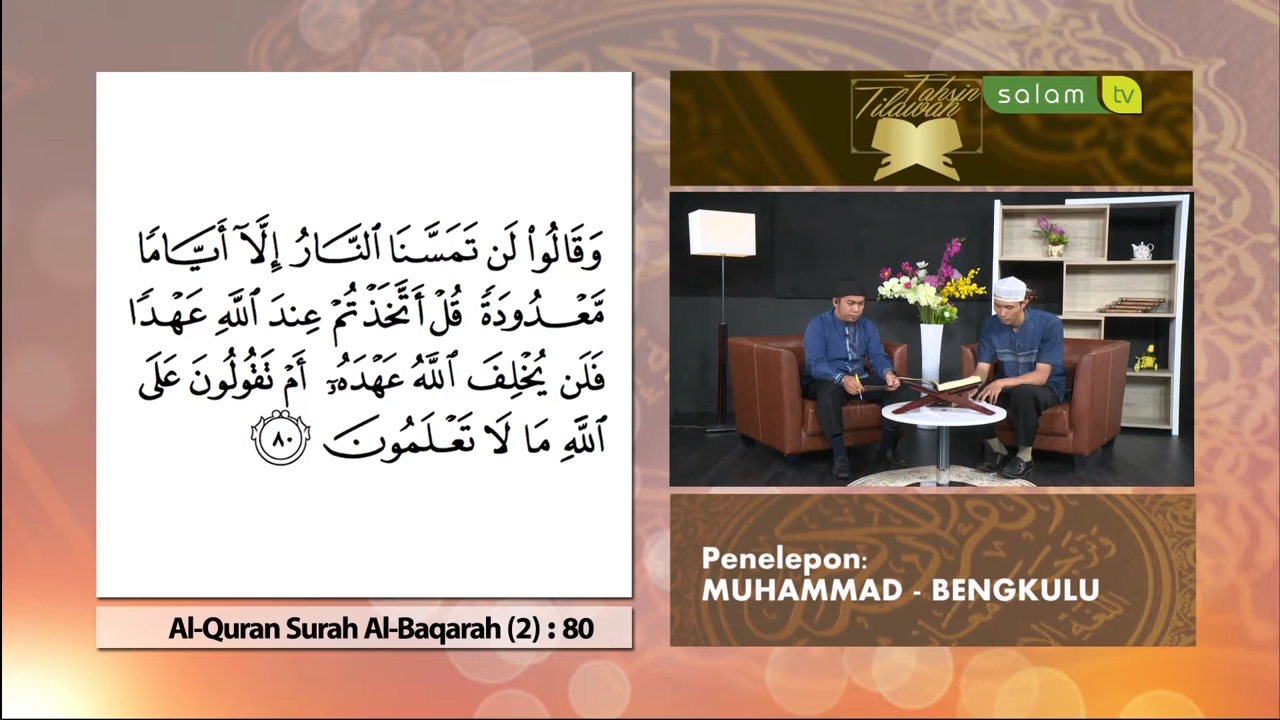 وَقَالُوا۟ لَن تَمَسَّنَا ٱلنَّارُ إِلَّآ أَيَّامًا
مَّعْدُودَةً قُلْ أَتَّخَذْتُمْ عِندَ ٱللَّهِ عَهْدًا
فَلَن يُخْلِفَ ٱللَّهُ عَهْدَهُۥٓ أَمْ تَقُولُونَ عَلَى
ٱللَّهِ مَا لَا تَعْلَمُونَ ٨٠
Al-Quran Surah Al-Baqarah (2) : 80
Tahsin
Tilawah
salam tv
Penelepon:
MUHAMMAD - BENGKULU